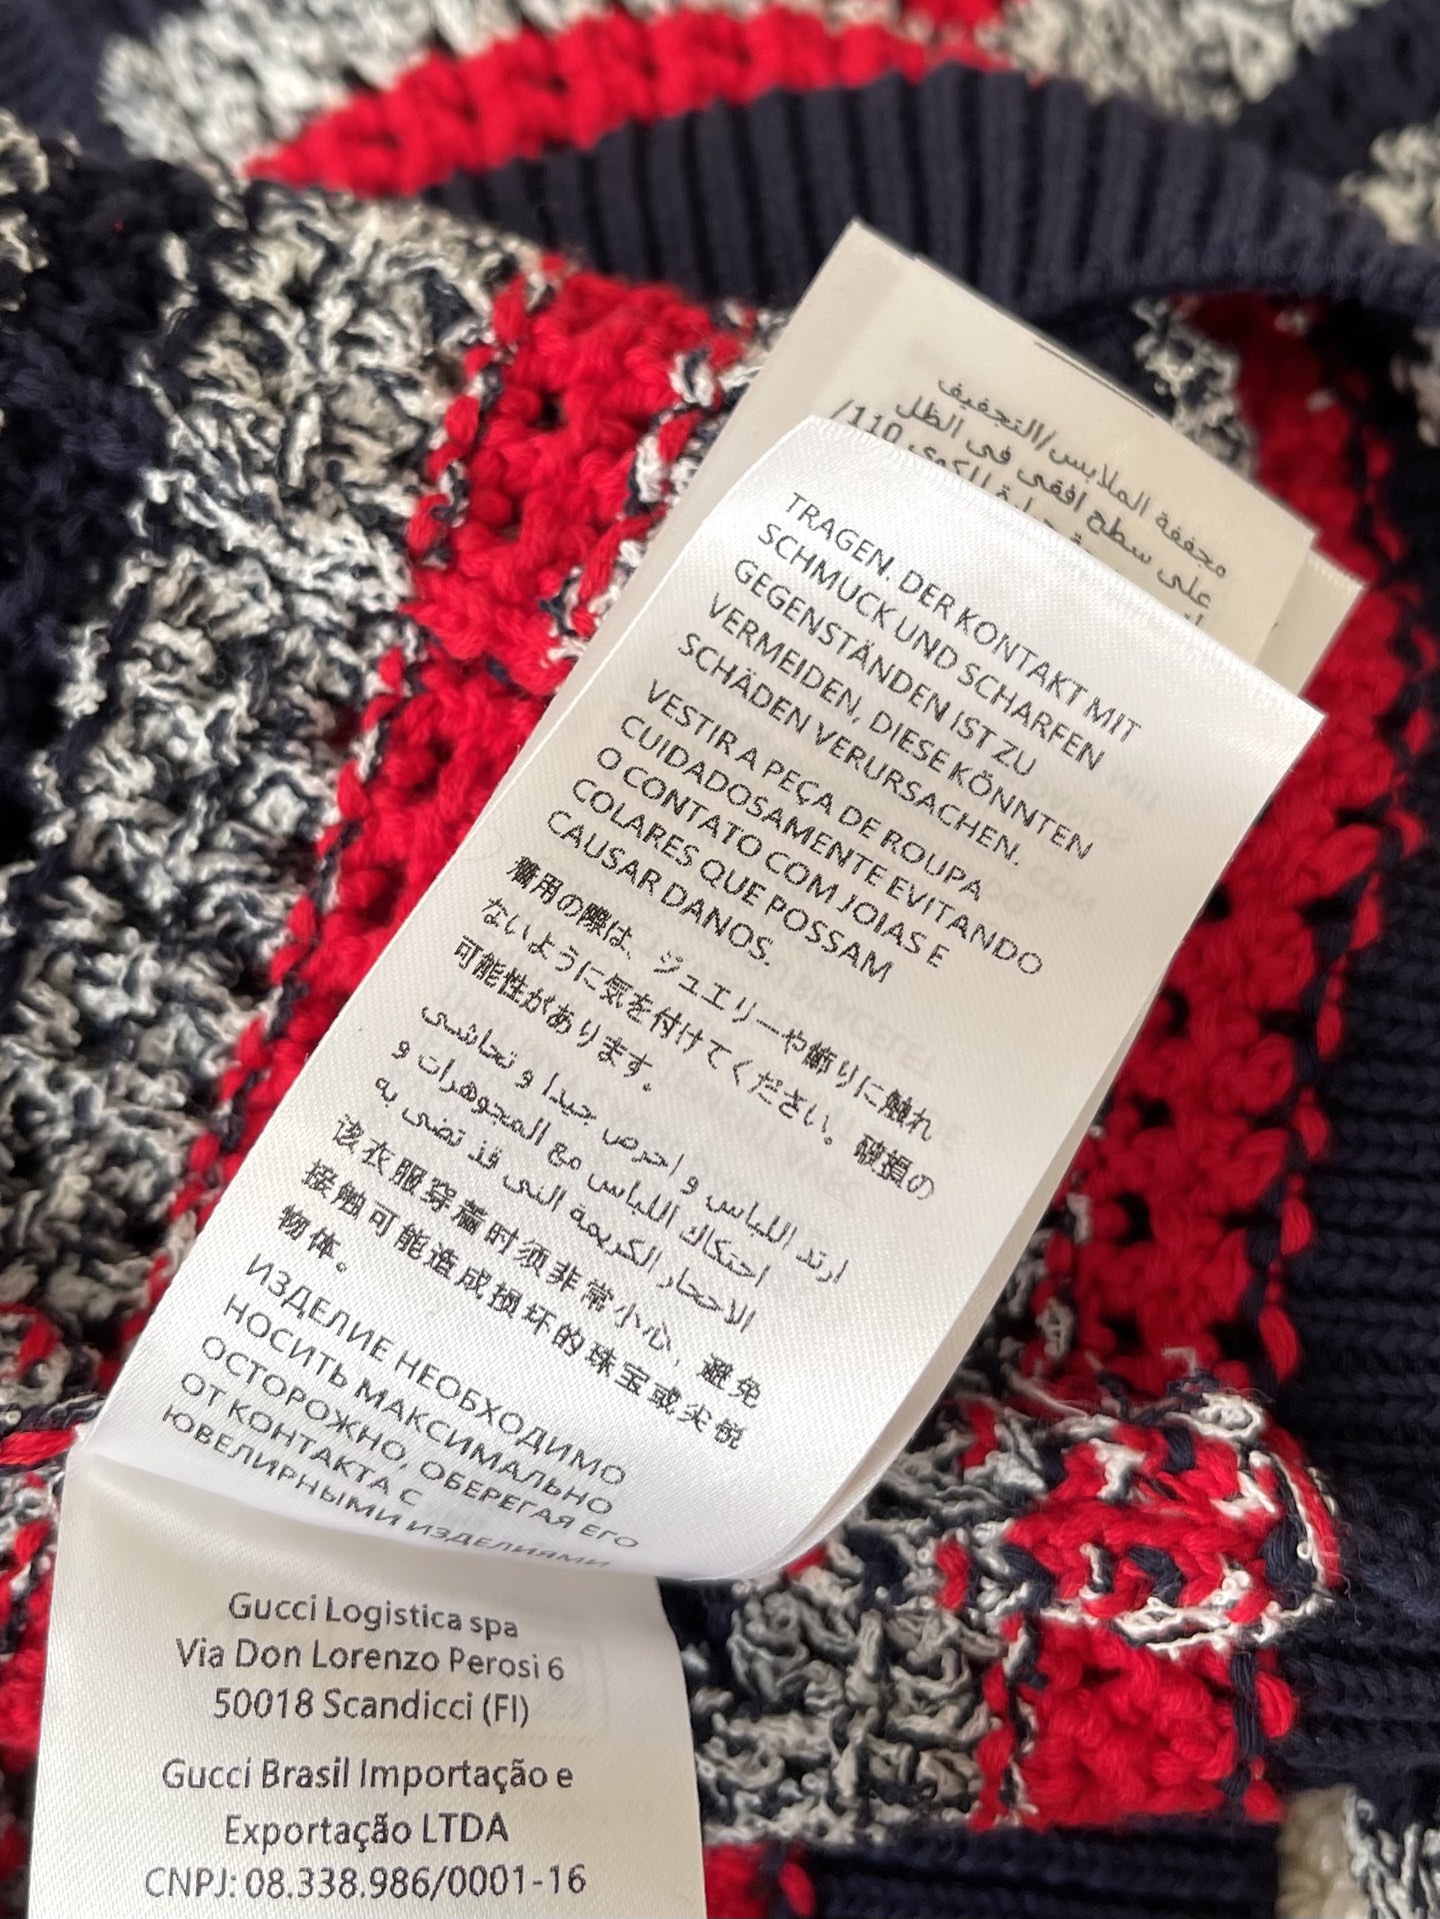 مجففة الملابس/التجفيف
على سطح افقى فى الظل
110/
TRAGEN. DER KONTAKT MIT
SCHMUCK UND SCHARFEN
GEGENSTÄNDEN IST ZU
VERMEIDEN, DIESE KÖNNTEN
SCHÄDEN VERURSACHEN.
VESTIR A PEÇA DE ROUPA
CUIDADOSAMENTE EVITANDO
O CONTATO COM JOIAS E
COLARES QUE POSSAM
CAUSAR DANOS.
着用の際は、ジュエリーや飾りに触れ
ないように気を付けてください。破損の
可能性があります。
ارتد اللباس و احرص جيدا و تحاشى
احتكاك اللباس مع المجوهرات و
الاحجار الكريمة التى قد تضى به
该衣服穿着时须非常小心，避免
接触可能造成损坏的珠宝或尖锐
物体。
ИЗДЕЛИЕ НЕОБХОДИМО
НОСИТЬ МАКСИМАЛЬНО
ОСТОРОЖНО, ОБЕРЕГАЯ ЕГО
ОТ КОНТАКТА С
ЮВЕЛИРНЫМИ ИЗДЕЛИЯМИ
Gucci Logistica spa
Via Don Lorenzo Perosi 6
50018 Scandicci (FI)
Gucci Brasil Importação e
Exportação LTDA
CNPJ: 08.338.986/0001-16